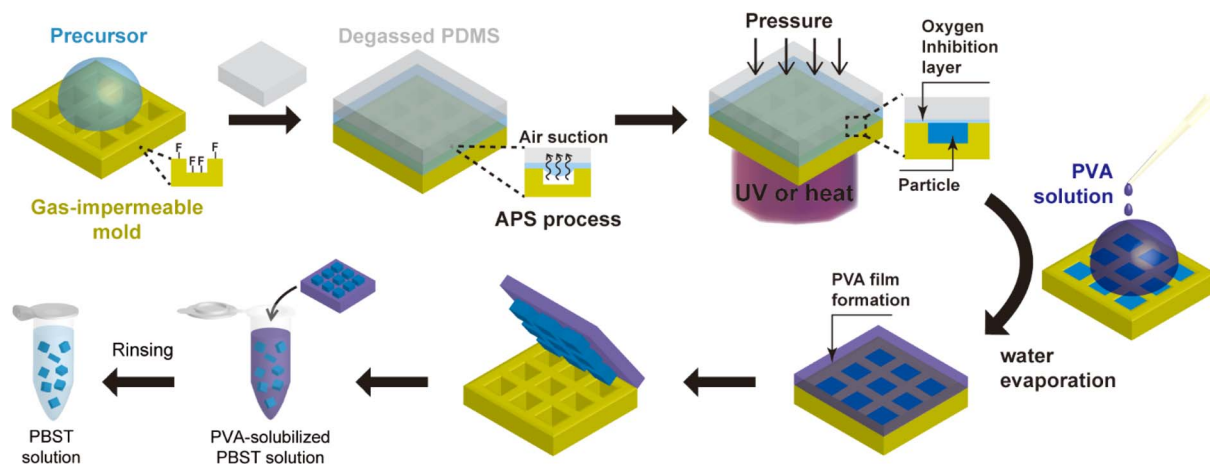 Precursor
F
F F
F
Gas-impermeable
mold
Degassed PDMS
Air suction
APS process
Pressure
UV or heat
Oxygen
Inhibition
layer
Particle
PVA
solution
water
evaporation
PVA film
formation
PVA-solubilized
PBST solution
Rinsing
PBST
solution